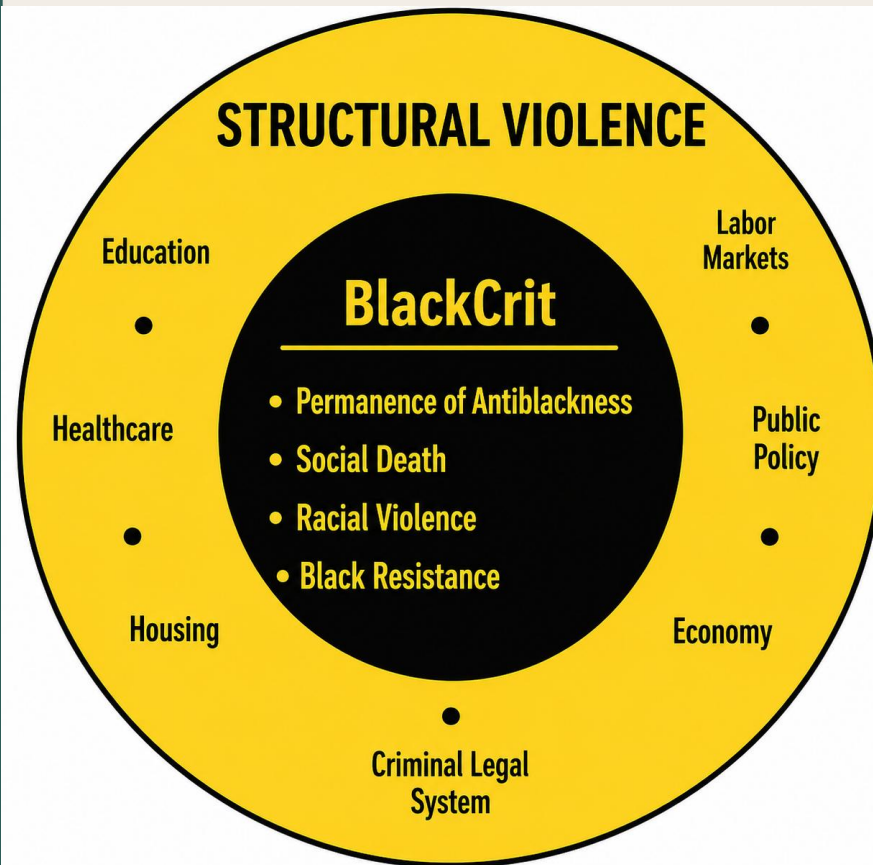 STRUCTURAL VIOLENCE
Education
Labor
Markets
BlackCrit
• Permanence of Antiblackness
• Social Death
• Racial Violence
• Black Resistance
Healthcare
Public
Policy
Housing
Economy
Criminal Legal
System